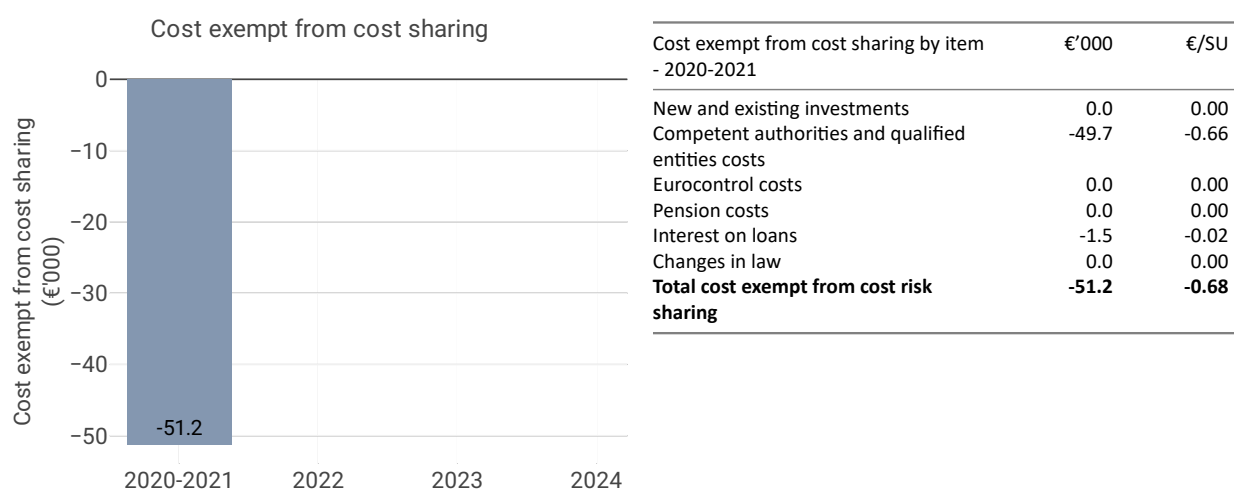 Cost exempt from cost sharing
Cost exempt from cost sharing
(€'000)
0
−10
−20
−30
−40
−50
-51.2
2020-2021
2022
2023
2024
Cost exempt from cost sharing by item €’000 €/SU
- 2020-2021
New and existing investments 0.0 0.00
Competent authorities and qualified -49.7 -0.66
entities costs
Eurocontrol costs 0.0 0.00
Pension costs 0.0 0.00
Interest on loans -1.5 -0.02
Changes in law 0.0 0.00
Total cost exempt from cost risk -51.2 -0.68
sharing